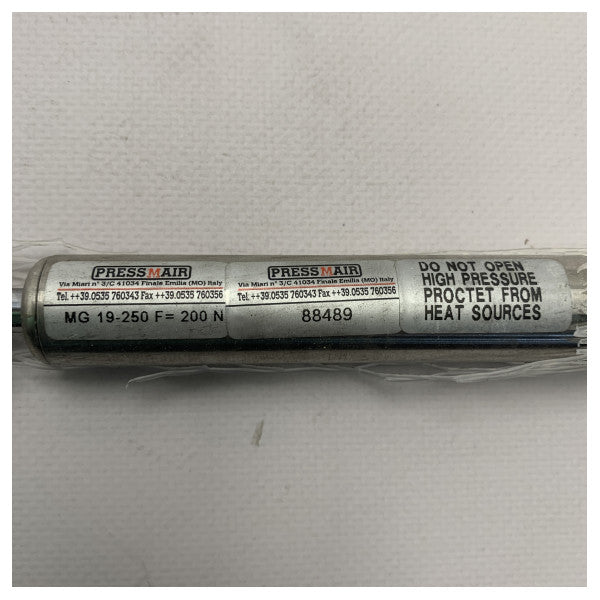 PRESSMAIR
Via Miari n° 3/C 41034 Finale Emilia (MO) Italy
Tel. ++39.0535 760343 Fax ++39.0535 760356
MG 19-250 F= 200 N
PRESSMAIR
Via Miari n° 3/C 41034 Finale Emilia (MO) Italy
Tel. ++39.0535 760343 Fax ++39.0535 760356
88489
DO NOT OPEN
HIGH PRESSURE
PROCTET FROM
HEAT SOURCES